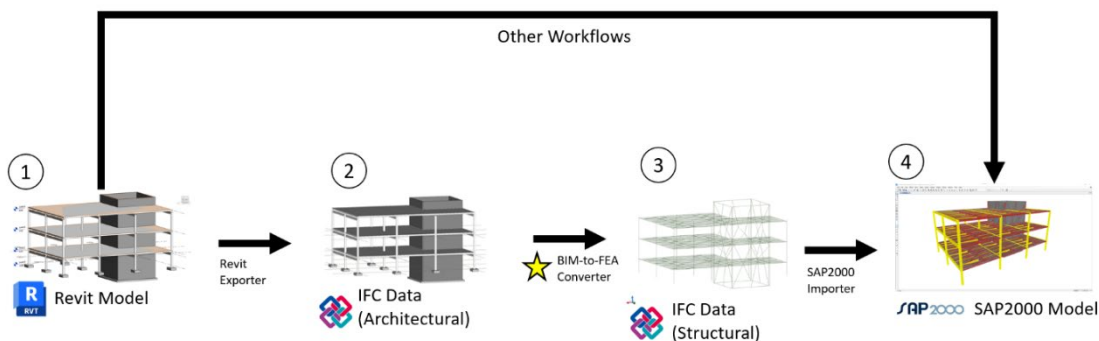 Other Workflows
1
2
3
4
Revit
Exporter
BIM-to-FEA
Converter
SAP2000
Importer
R
RVT
Revit Model
IFC Data
(Architectural)
IFC Data
(Structural)
SAP2000
SAP2000 Model